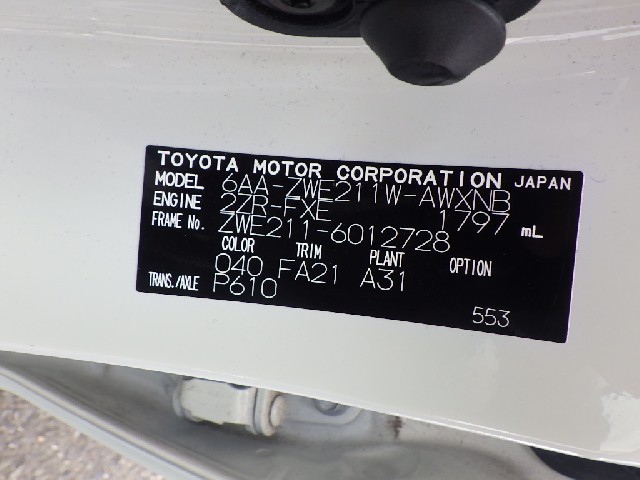 TOYOTA MOTOR CORPORATION JAPAN
MODEL 6AA-ZWE211W-AWXNB
ENGINE 2ZR-FXE 1797 mL
FRAME No. ZWE211-6012728
COLOR TRIM PLANT OPTION
040 FA21 A31
TRANS./AXLE P610
553